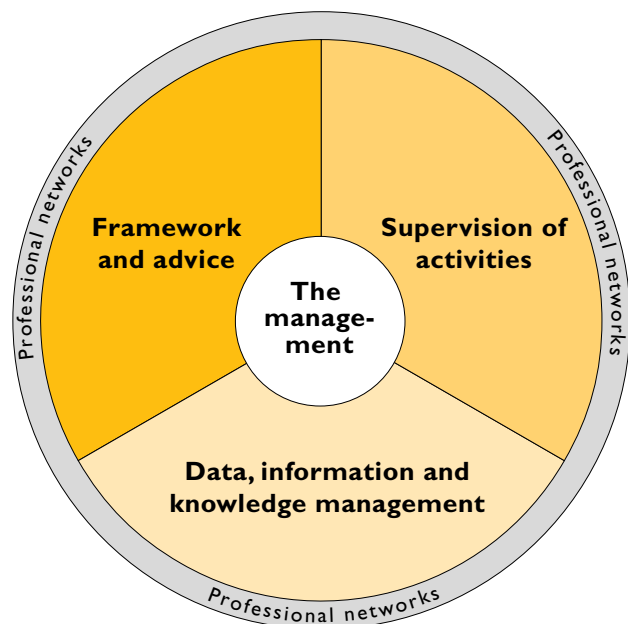 Professional networks
Professional networks
Framework
and advice
Supervision of
activities
The
manage-
ment
Data, information and
knowledge management
Professional networks